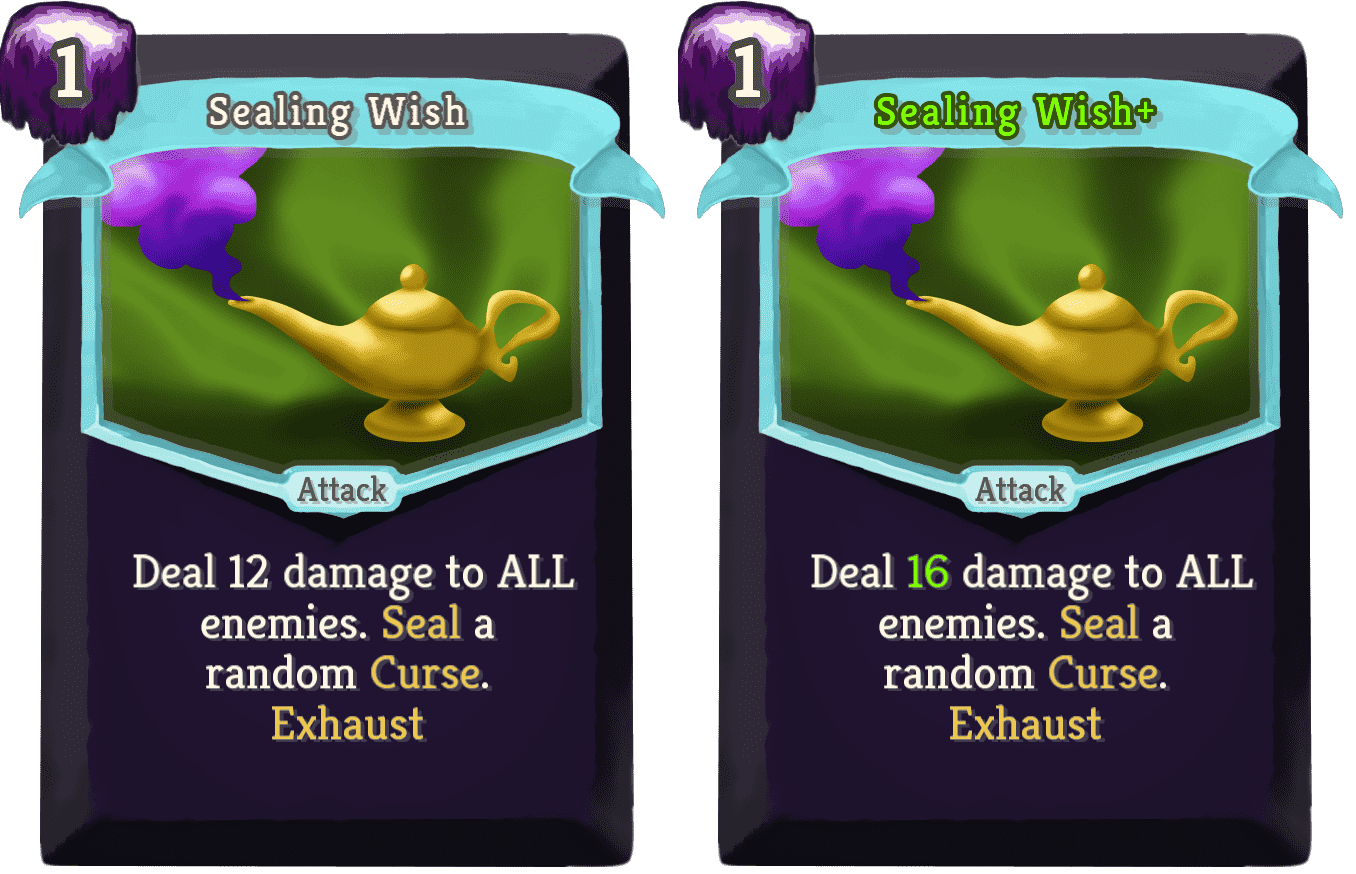 1
Sealing Wish
Attack
Deal 12 damage to ALL
enemies. Seal a
random Curse.
Exhaust
1
Sealing Wish+
Attack
Deal 16 damage to ALL
enemies. Seal a
random Curse.
Exhaust